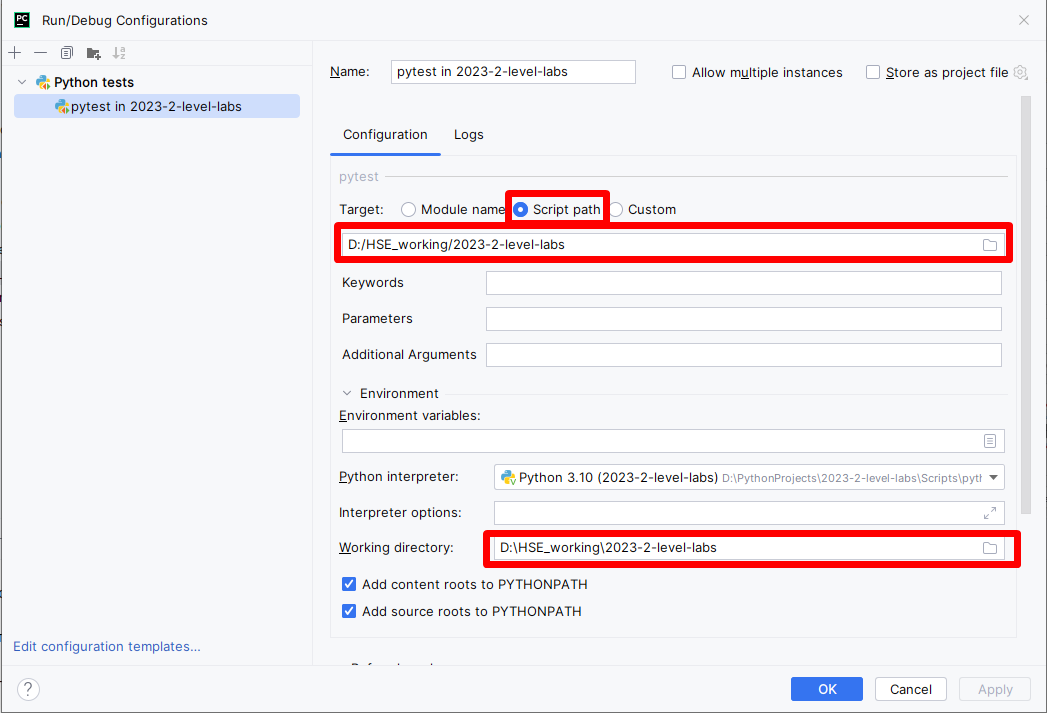 PC Run/Debug Configurations
Python tests
pytest in 2023-2-level-labs
Edit configuration templates...
Name: pytest in 2023-2-level-labs Allow multiple instances Store as project file
Configuration Logs
pytest
Target: Module name Script path Custom
D:/HSE_working/2023-2-level-labs
Keywords
Parameters
Additional Arguments
Environment
Environment variables:
Python interpreter: Python 3.10 (2023-2-level-labs) D:\PythonProjects\2023-2-level-labs\Scripts\pyth
Interpreter options:
Working directory: D:\HSE_working\2023-2-level-labs
Add content roots to PYTHONPATH
Add source roots to PYTHONPATH
? OK Cancel Apply